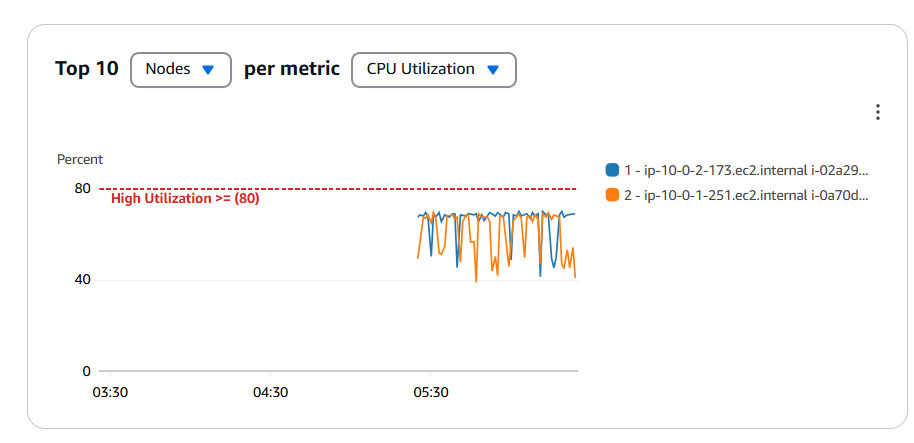 Top 10 Nodes per metric CPU Utilization
Percent
80
High Utilization >= (80)
40
0
03:30 04:30 05:30
1 - ip-10-0-2-173.ec2.internal i-02a29...
2 - ip-10-0-1-251.ec2.internal i-0a70d...